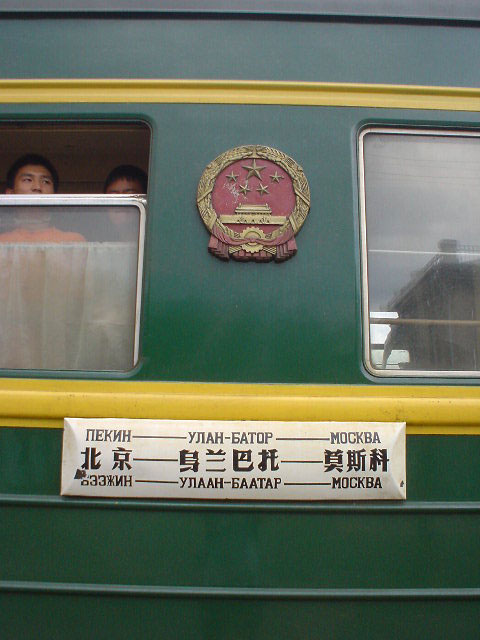 ПЕКИН — УЛАН-БАТОР — МОСКВА
北京 — 乌兰巴托 — 莫斯科
БЭЭЖИН — УЛААН-БААТАР — МОСКВА